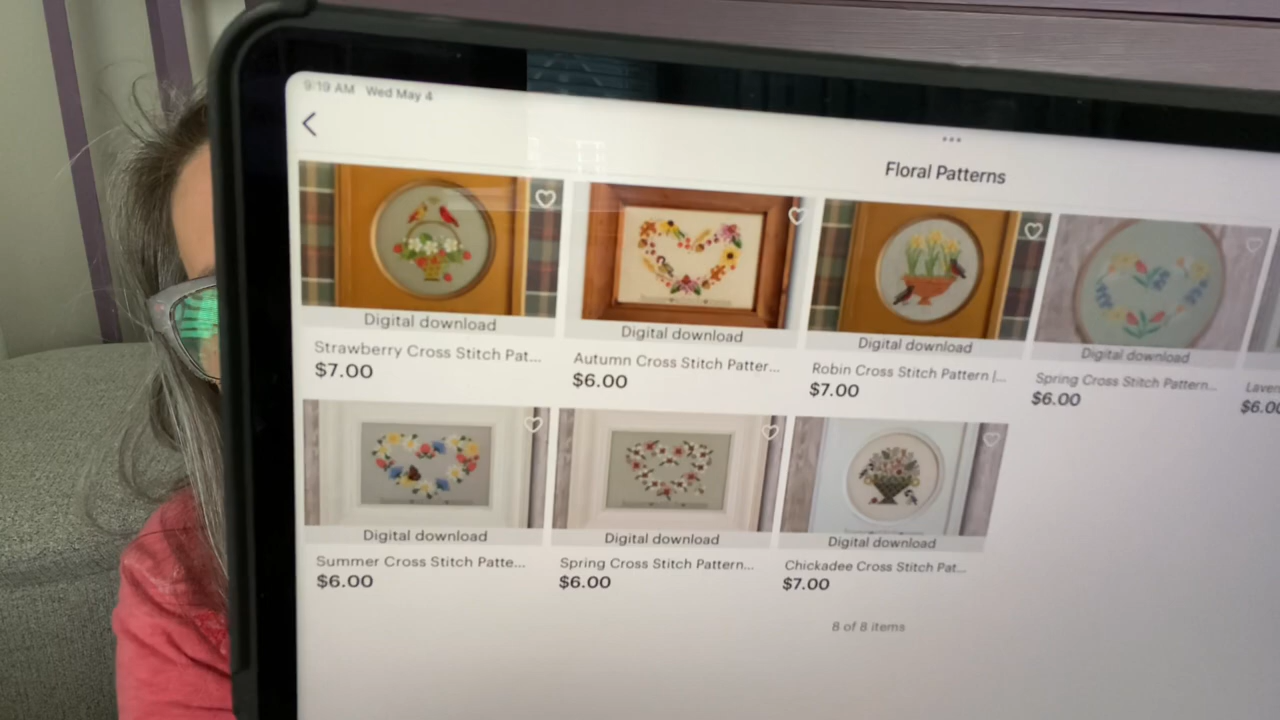 9:19 AM Wed May 4
Floral Patterns
Digital download Digital download Digital download Digital download
Strawberry Cross Stitch Pat... Autumn Cross Stitch Patter... Robin Cross Stitch Pattern |... Spring Cross Stitch Pattern... Laven
$7.00 $6.00 $7.00 $6.00 $6.00
Digital download Digital download Digital download
Summer Cross Stitch Patte... Spring Cross Stitch Pattern... Chickadee Cross Stitch Pat...
$6.00 $6.00 $7.00
8 of 8 items